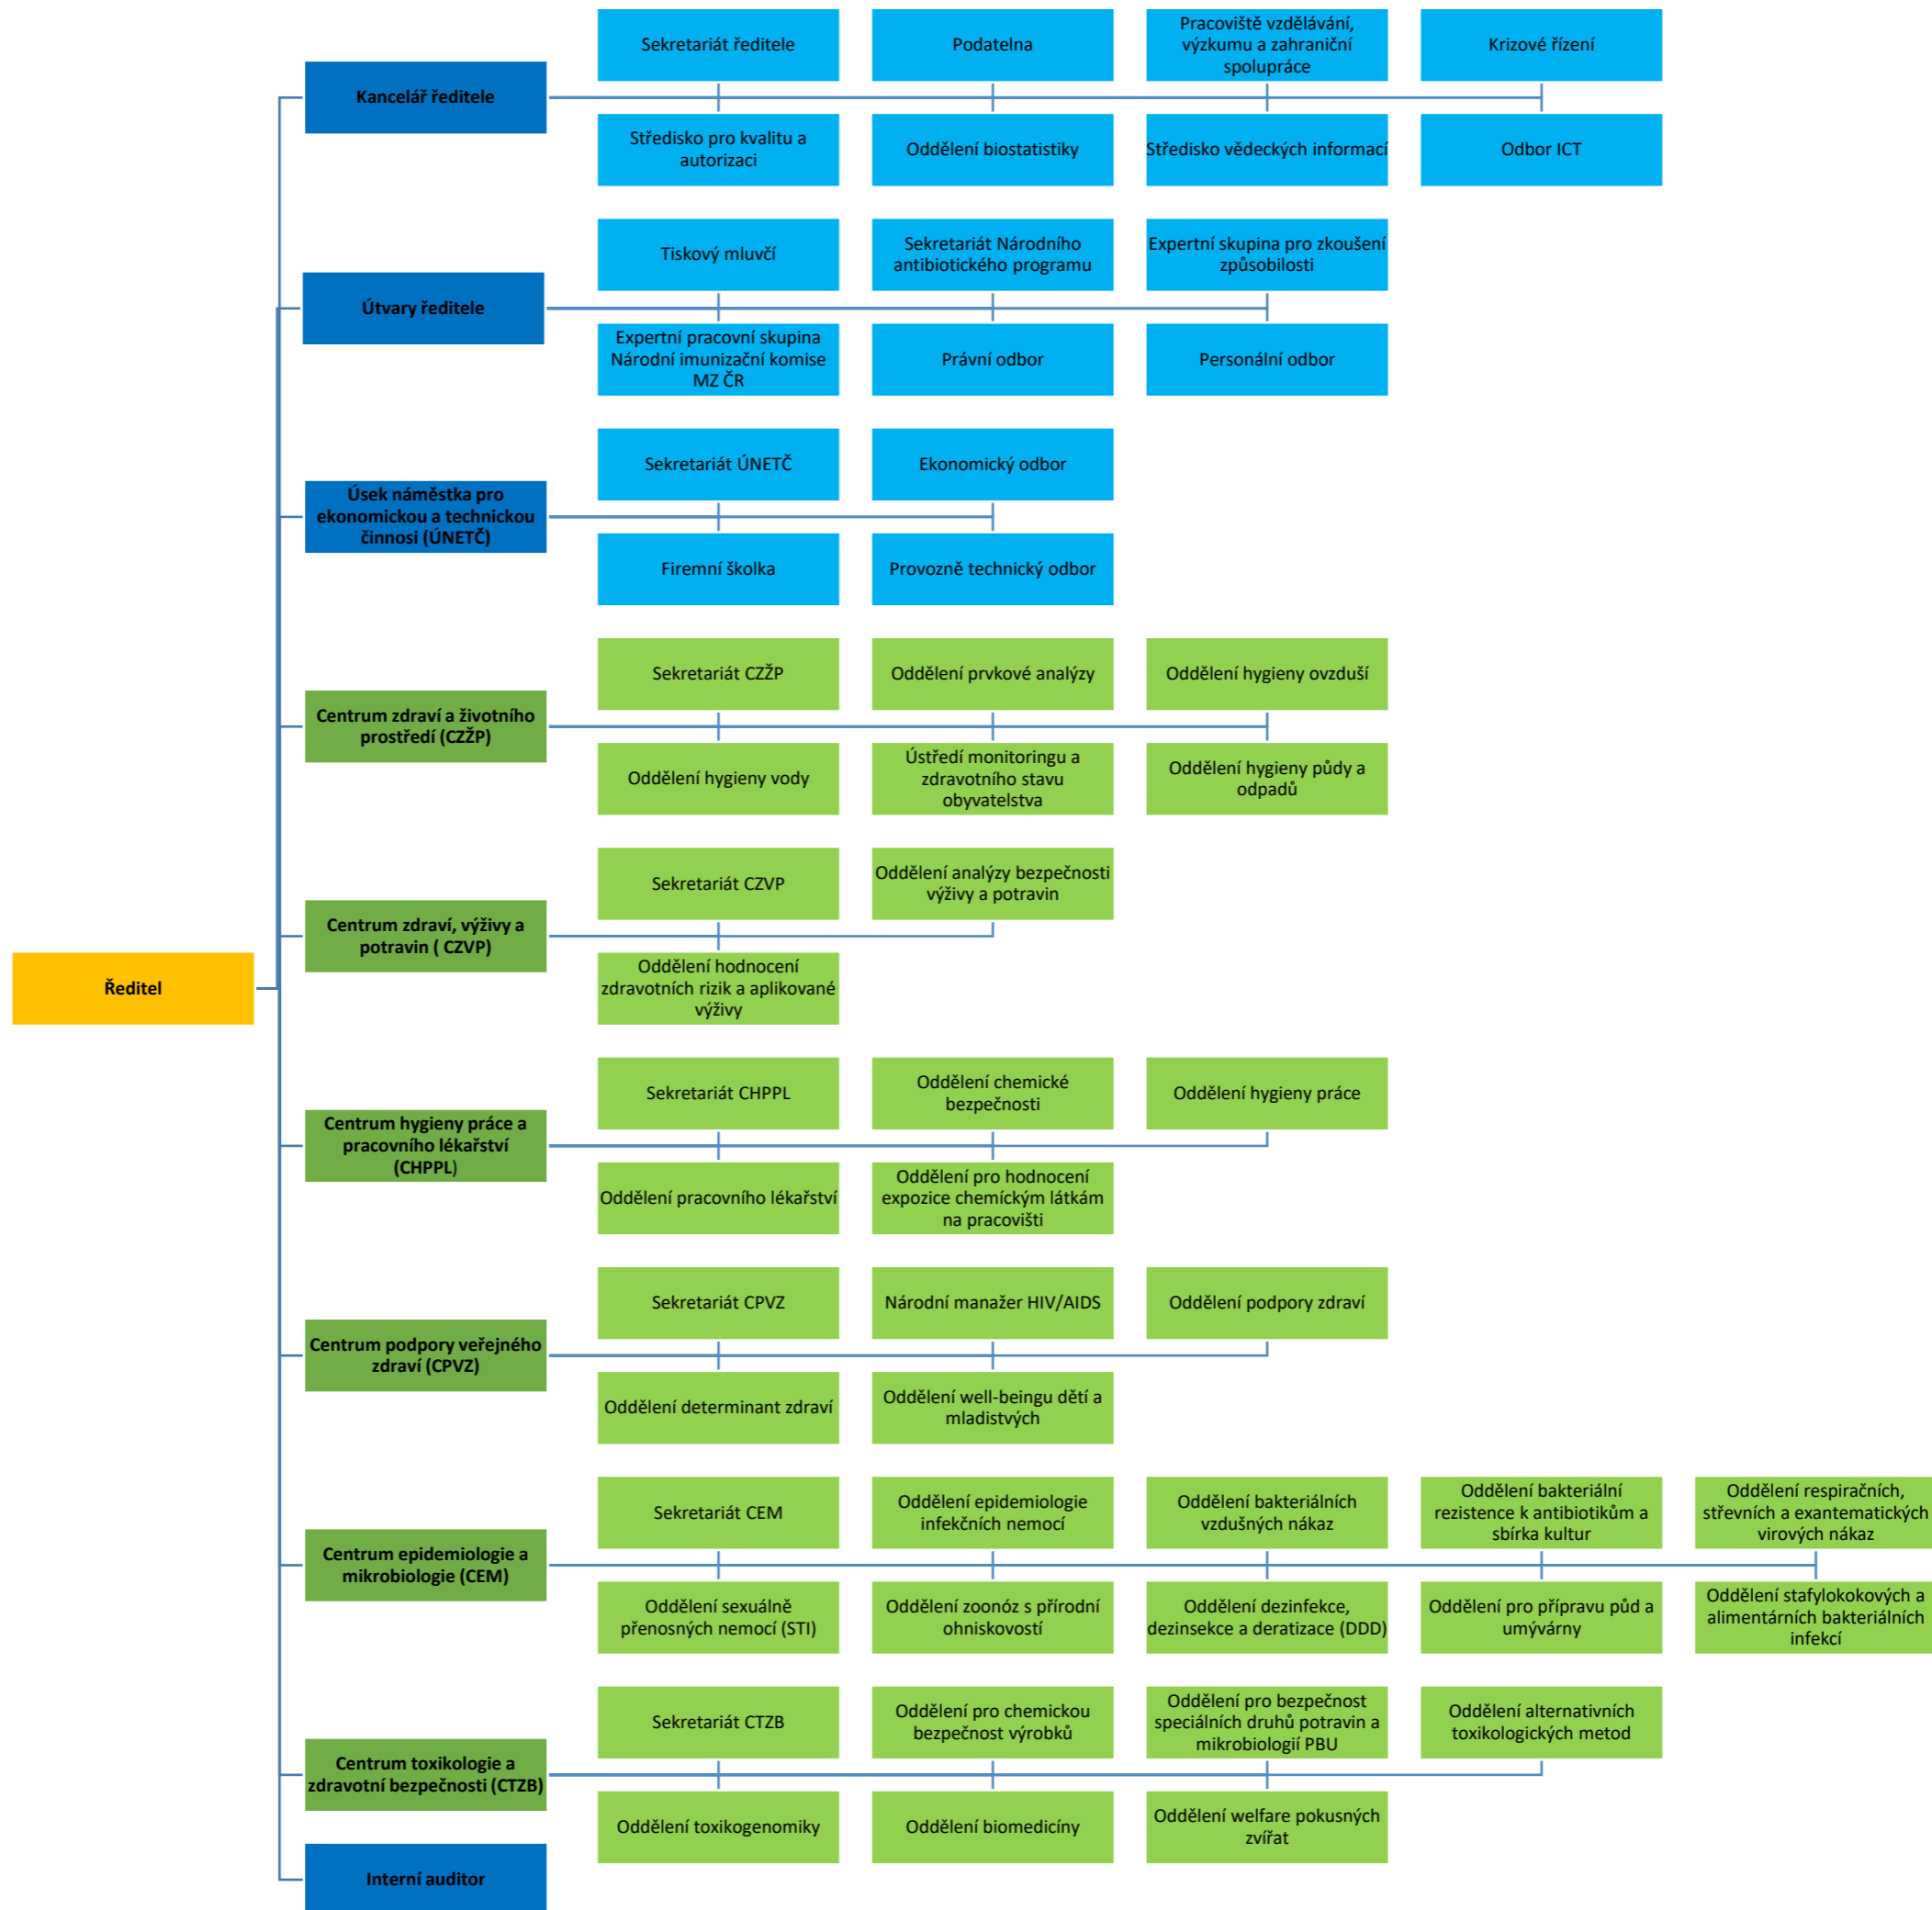 Sekretariát ředitele
Podatelna
Pracoviště vzdělávání,
výzkumu a zahraniční
spolupráce
Krizové řízení
Kancelář ředitele
Středisko pro kvalitu a
autorizaci
Oddělení biostatistiky
Středisko vědeckých informací
Odbor ICT
Tiskový mluvčí
Sekretariát Národního
antibiotického programu
Expertní skupina pro zkoušení
způsobilosti
Útvary ředitele
Expertní pracovní skupina
Národní imunizační komise
MZ ČR
Právní odbor
Personální odbor
Sekretariát ÚNETČ
Ekonomický odbor
Úsek náměstka pro
ekonomickou a technickou
činnosi (ÚNETČ)
Firemní školka
Provozně technický odbor
Sekretariát CZŽP
Oddělení prvkové analýzy
Oddělení hygieny ovzduší
Centrum zdraví a životního
prostředí (CZŽP)
Oddělení hygieny vody
Ústředí monitoringu a
zdravotního stavu
obyvatelstva
Oddělení hygieny půdy a
odpadů
Sekretariát CZVP
Oddělení analýzy bezpečnosti
výživy a potravin
Centrum zdraví, výživy a
potravin ( CZVP)
Oddělení hodnocení
zdravotních rizik a aplikované
výživy
Ředitel
Sekretariát CHPPL
Oddělení chemické
bezpečnosti
Oddělení hygieny práce
Centrum hygieny práce a
pracovního lékařství
(CHPPL)
Oddělení pracovního lékařství
Oddělení pro hodnocení
expozice chemíckým látkám
na pracovišti
Sekretariát CPVZ
Národní manažer HIV/AIDS
Oddělení podpory zdraví
Centrum podpory veřejného
zdraví (CPVZ)
Oddělení determinant zdraví
Oddělení well-beingu dětí a
mladistvých
Sekretariát CEM
Oddělení epidemiologie
infekčních nemocí
Oddělení bakteriálních
vzdušných nákaz
Oddělení bakteriální
rezistence k antibiotikům a
sbírka kultur
Oddělení respiračních,
střevních a exantematických
virových nákaz
Centrum epidemiologie a
mikrobiologie (CEM)
Oddělení sexuálně
přenosných nemocí (STI)
Oddělení zoonóz s přírodní
ohniskovostí
Oddělení dezinfekce,
dezinsekce a deratizace (DDD)
Oddělení pro přípravu půd a
umývárny
Oddělení stafylokokových a
alimentárních bakteriálních
infekcí
Sekretariát CTZB
Oddělení pro chemickou
bezpečnost výrobků
Oddělení pro bezpečnost
speciálních druhů potravin a
mikrobiologií PBU
Oddělení alternativních
toxikologických metod
Centrum toxikologie a
zdravotní bezpečnosti (CTZB)
Oddělení toxikogenomiky
Oddělení biomedicíny
Oddělení welfare pokusných
zvířat
Interní auditor